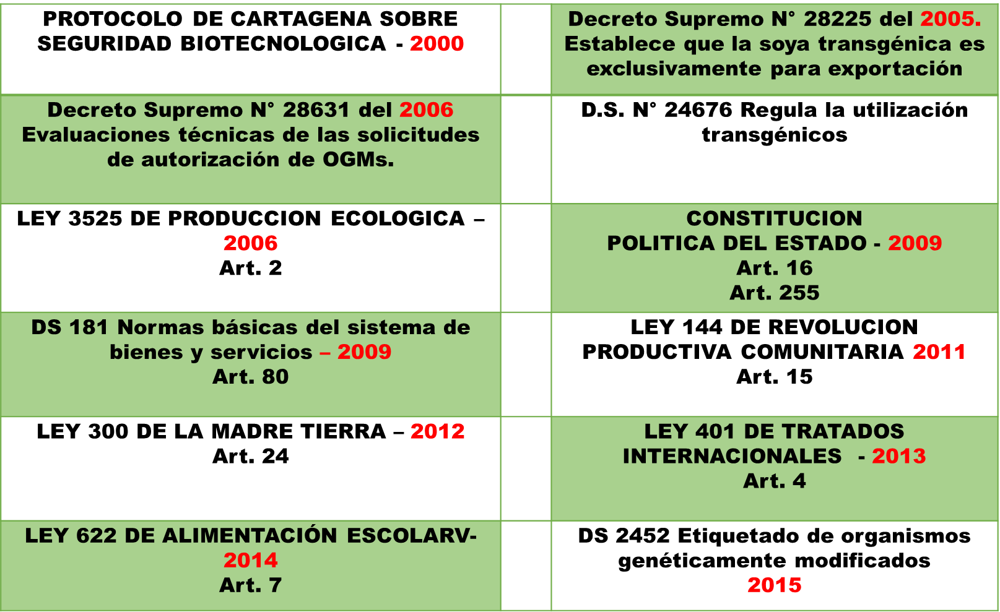 PROTOCOLO DE CARTAGENA SOBRE
SEGURIDAD BIOTECNOLOGICA - 2000
Decreto Supremo N° 28225 del 2005.
Establece que la soya transgénica es
exclusivamente para exportación
Decreto Supremo N° 28631 del 2006
Evaluaciones técnicas de las solicitudes
de autorización de OGMs.
D.S. N° 24676 Regula la utilización
transgénicos
LEY 3525 DE PRODUCCION ECOLOGICA –
2006
Art. 2
CONSTITUCION
POLITICA DEL ESTADO - 2009
Art. 16
Art. 255
DS 181 Normas básicas del sistema de
bienes y servicios – 2009
Art. 80
LEY 144 DE REVOLUCION
PRODUCTIVA COMUNITARIA 2011
Art. 15
LEY 300 DE LA MADRE TIERRA – 2012
Art. 24
LEY 401 DE TRATADOS
INTERNACIONALES - 2013
Art. 4
LEY 622 DE ALIMENTACIÓN ESCOLARV-
2014
Art. 7
DS 2452 Etiquetado de organismos
genéticamente modificados
2015